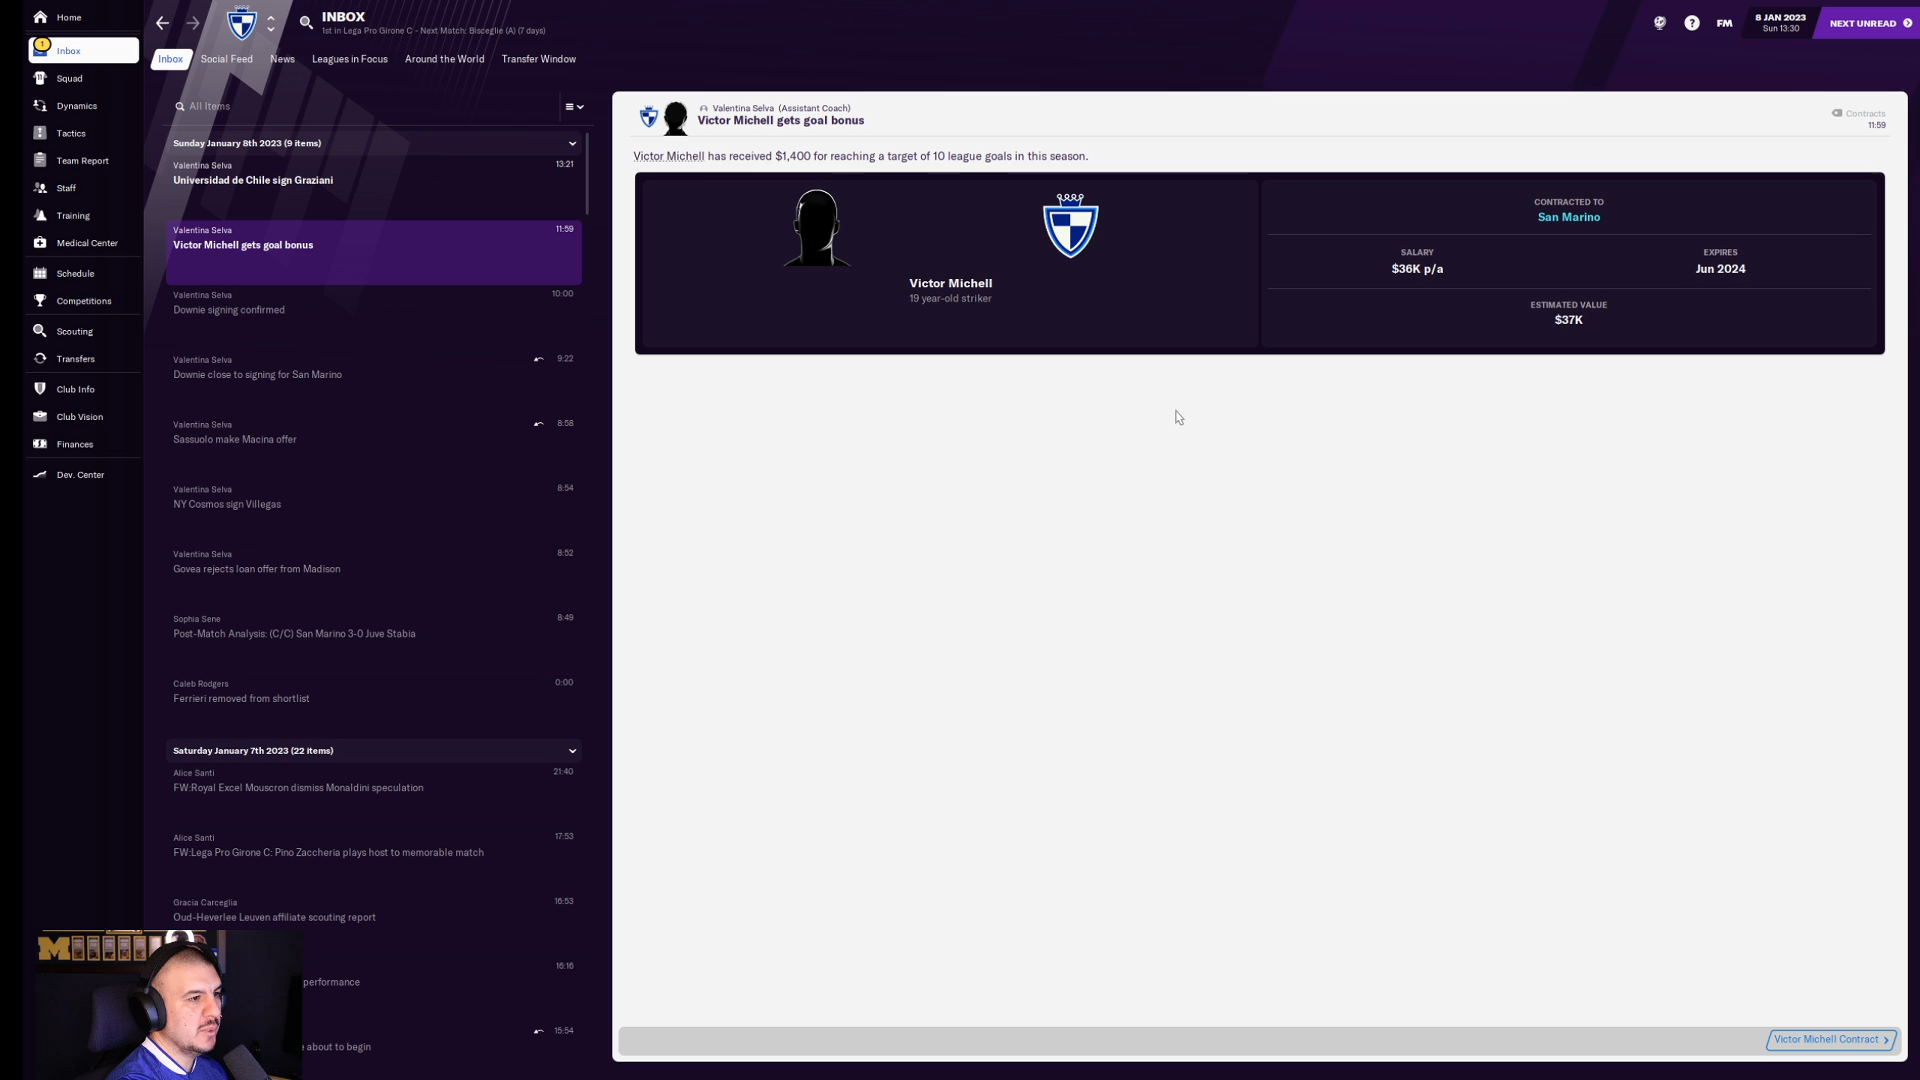 Home
Inbox
1
Squad
Dynamics
Tactics
Team Report
Staff
Training
Medical Center
Schedule
Competitions
Scouting
Transfers
Club Info
Club Vision
Finances
Dev. Center
INBOX
1st in Lega Pro Girone C - Next Match: Bisceglie (A) (7 days)
FM
8 JAN 2023
Sun 13:30
NEXT UNREAD
Inbox
Social Feed
News
Leagues in Focus
Around the World
Transfer Window
All Items
Sunday January 8th 2023 (9 items)
Valentina Selva 13:21
Universidad de Chile sign Graziani
Valentina Selva 11:59
Victor Michell gets goal bonus
Valentina Selva 10:00
Downie signing confirmed
Valentina Selva 9:22
Downie close to signing for San Marino
Valentina Selva 8:58
Sassuolo make Macina offer
Valentina Selva 8:54
NY Cosmos sign Villegas
Valentina Selva 8:52
Govea rejects loan offer from Madison
Sophia Sene 8:49
Post-Match Analysis: (C/C) San Marino 3-0 Juve Stabia
Caleb Rodgers 0:00
Ferrieri removed from shortlist
Saturday January 7th 2023 (22 items)
Alice Santi 21:40
FW:Royal Excel Mouscron dismiss Monaldini speculation
Alice Santi 17:53
FW:Lega Pro Girone C: Pino Zaccheria plays host to memorable match
Gracia Carceglia 16:53
Oud-Heverlee Leuven affiliate scouting report
16:16
performance
15:54
about to begin
M
Valentina Selva (Assistant Coach)
Victor Michell gets goal bonus
Contracts
11:59
Victor Michell has received $1,400 for reaching a target of 10 league goals in this season.
Victor Michell
19 year-old striker
CONTRACTED TO
San Marino
SALARY
$36K p/a
EXPIRES
Jun 2024
ESTIMATED VALUE
$37K
Victor Michell Contract